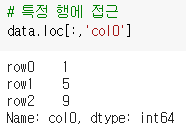 # 특정 행에 접근
data.loc[:,'col0']
row0    1
row1    5
row2    9
Name: col0, dtype: int64